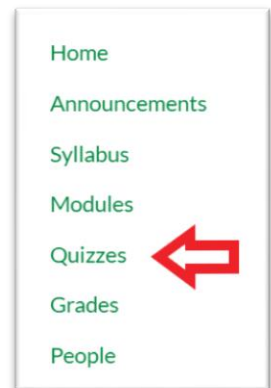 Home
Announcements
Syllabus
Modules
Quizzes
Grades
People